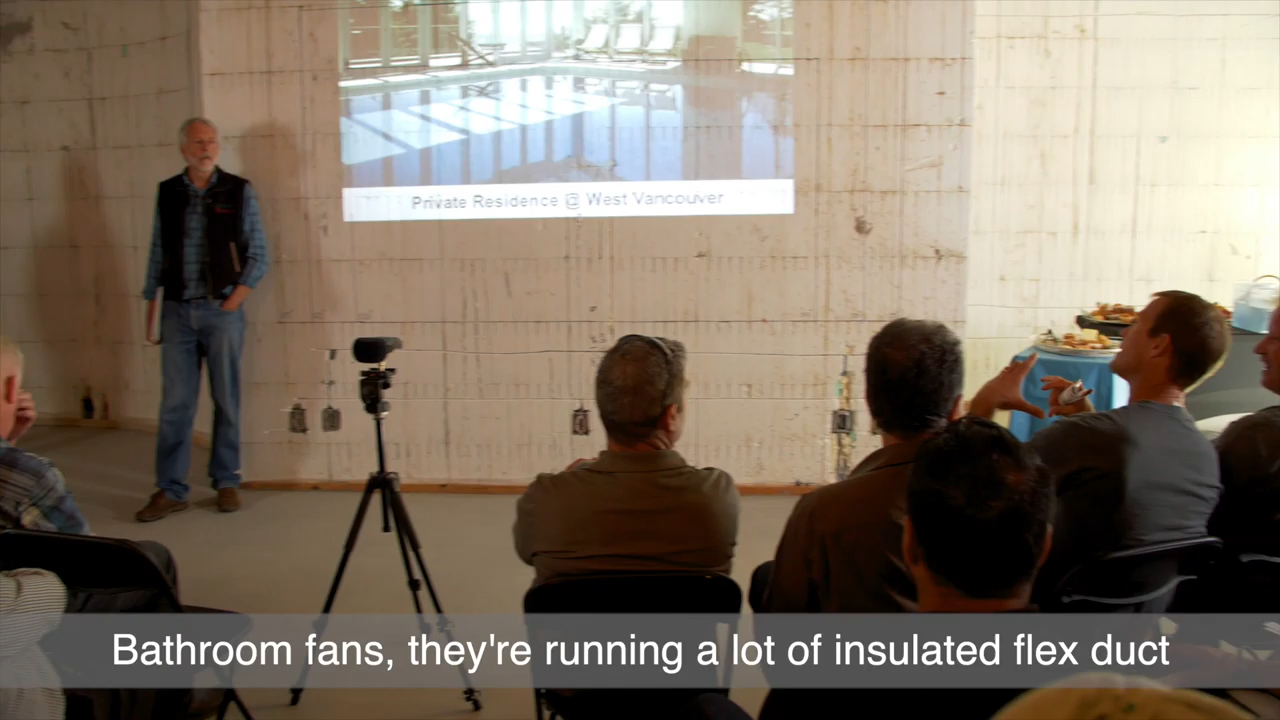 Private Residence @ West Vancouver
Bathroom fans, they're running a lot of insulated flex duct